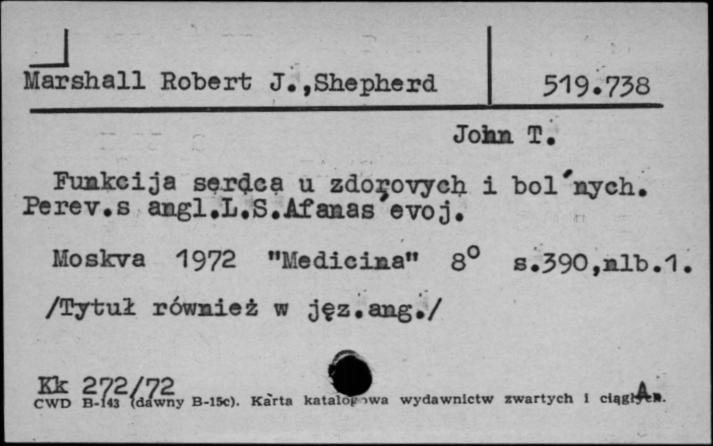 Marshall Robert J.,Shepherd 519.738
John T.
Funkcija serdca u zdorovych i bol'nych.
Perev.s angl.L.S.Afanas'evoj.
Moskva 1972 "Medicina" 8° s.390,nlb.1.
/Tytuł również w jęz.ang./
Kk 272/72 A
CWD B-143 (dawny B-15c). Karta katalogowa wydawnictw zwartych i ciągłych.